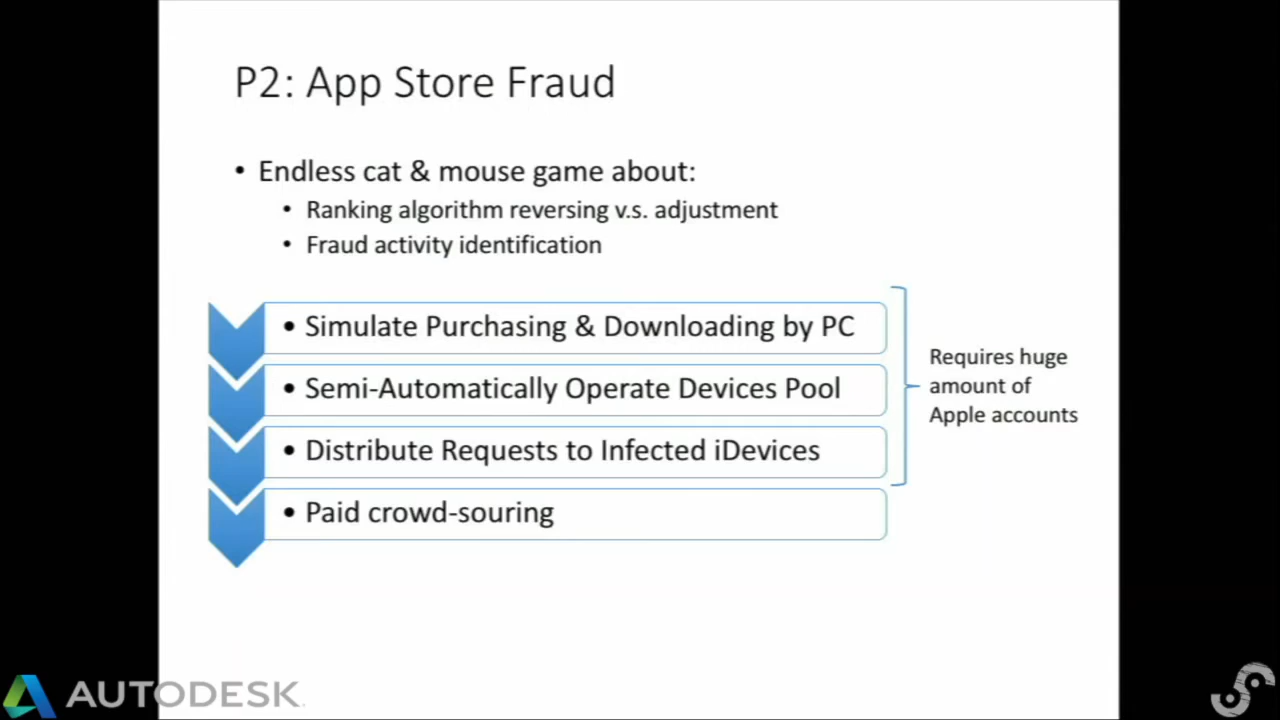 P2: App Store Fraud
• Endless cat & mouse game about:
• Ranking algorithm reversing v.s. adjustment
• Fraud activity identification
• Simulate Purchasing & Downloading by PC
• Semi-Automatically Operate Devices Pool
• Distribute Requests to Infected iDevices
• Paid crowd-souring
Requires huge
amount of
Apple accounts
AUTODESK.